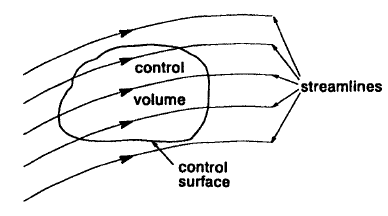 control
volume
streamlines
control
surface